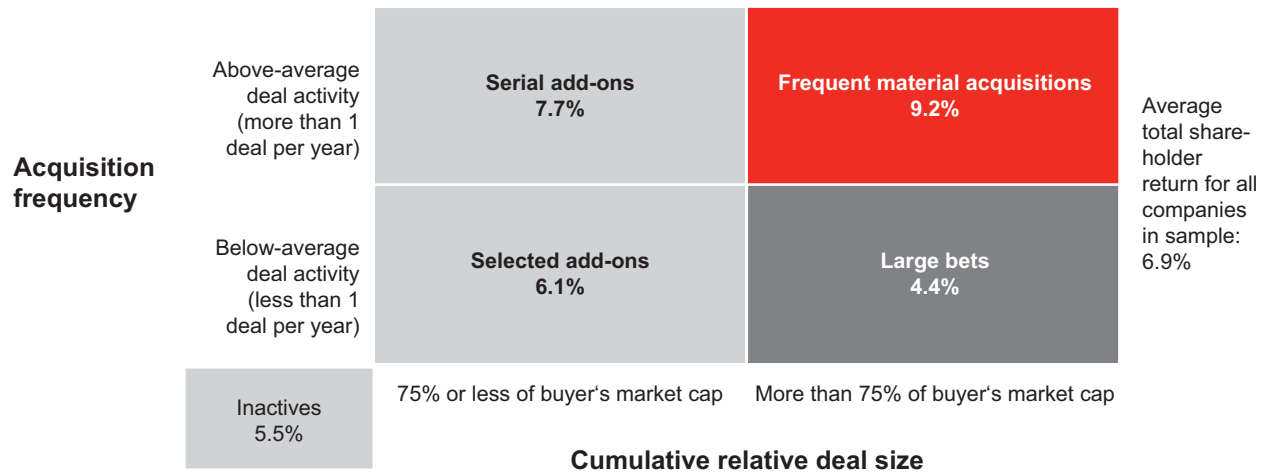 Acquisition
frequency
Above-average
deal activity
(more than 1
deal per year)
Serial add-ons
7.7%
Frequent material acquisitions
9.2%
Average
total share-
holder
return for all
companies
in sample:
6.9%
Below-average
deal activity
(less than 1
deal per year)
Selected add-ons
6.1%
Large bets
4.4%
Inactives
5.5%
75% or less of buyer‘s market cap
More than 75% of buyer‘s market cap
Cumulative relative deal size